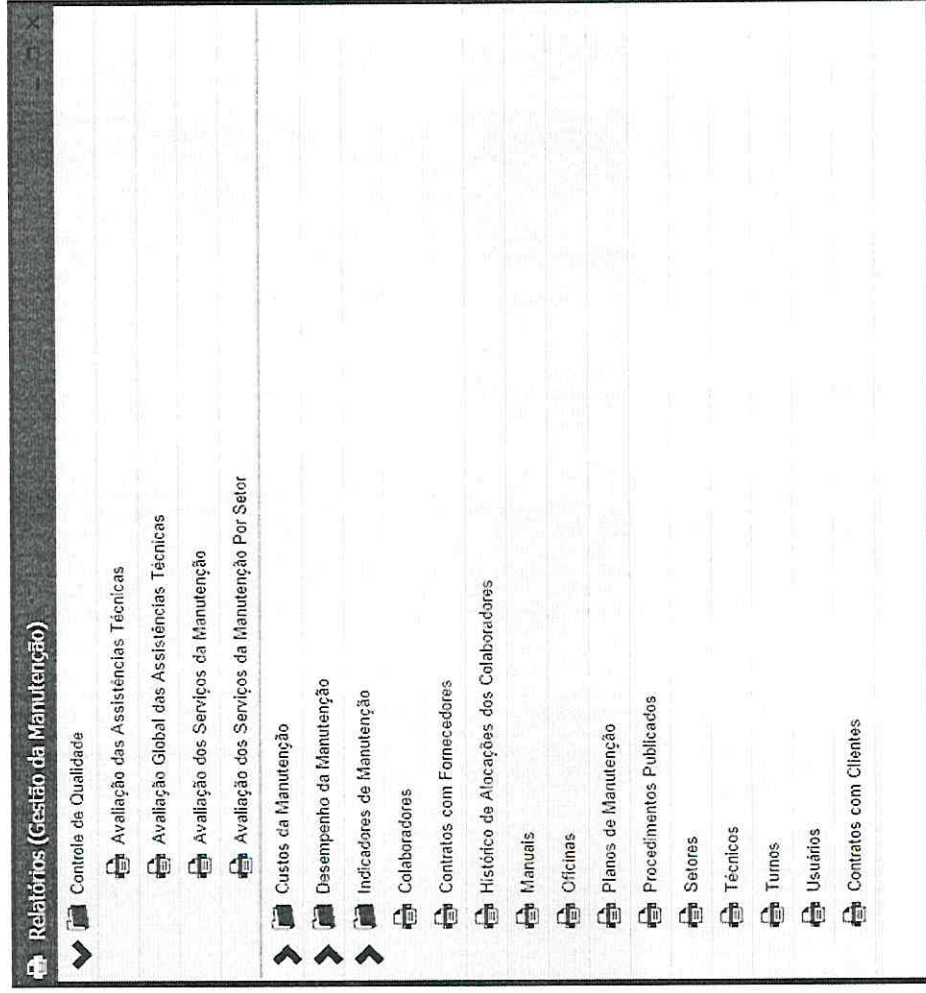 Relatórios (Gestão da Manutenção)
Controle de Qualidade
Avaliação das Assistências Técnicas
Avaliação Global das Assistências Técnicas
Avaliação dos Serviços da Manutenção
Avaliação dos Serviços da Manutenção Por Setor
Custos da Manutenção
Desempenho da Manutenção
Indicadores de Manutenção
Colaboradores
Contratos com Fornecedores
Histórico de Alocações dos Colaboradores
Manuais
Oficinas
Planos de Manutenção
Procedimentos Publicados
Setores
Técnicos
Turnos
Usuários
Contratos com Clientes